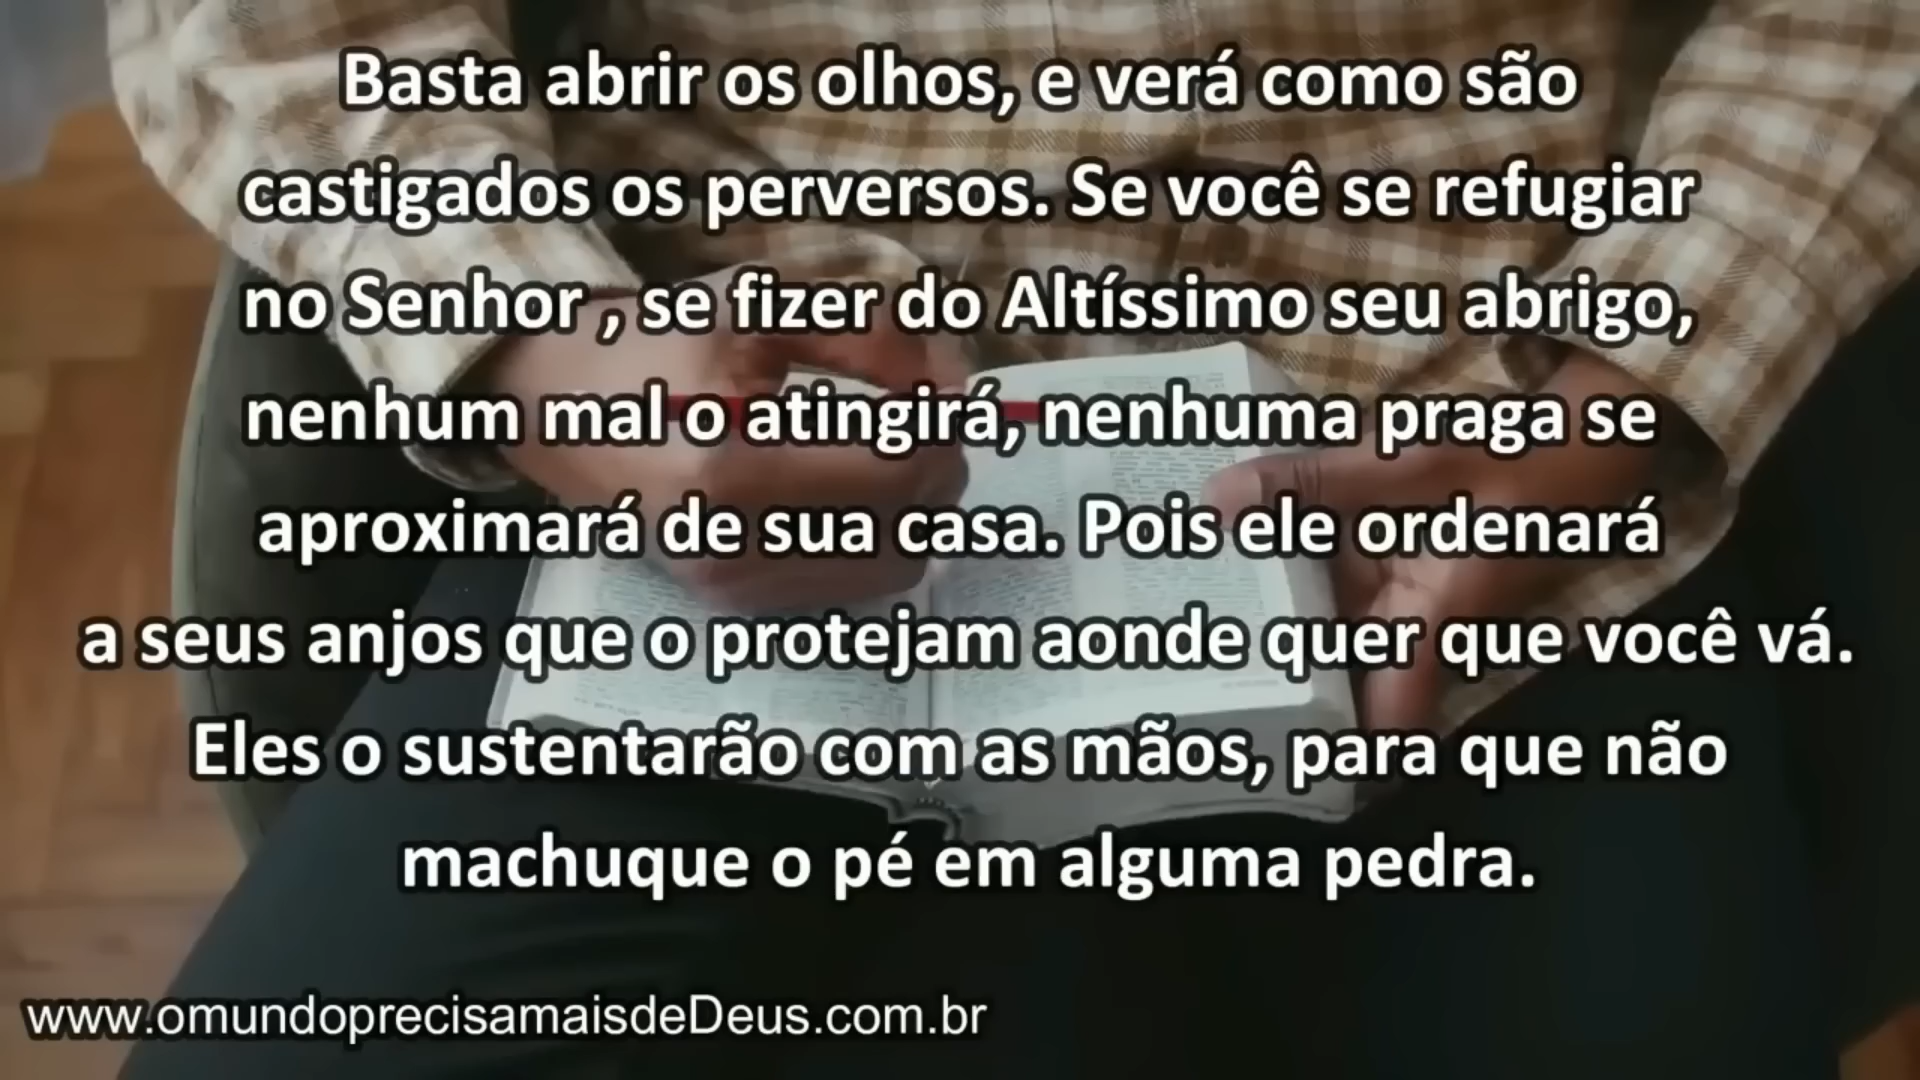 Basta abrir os olhos, e verá como são
castigados os perversos. Se você se refugiar
no Senhor , se fizer do Altíssimo seu abrigo,
nenhum mal o atingirá, nenhuma praga se
aproximará de sua casa. Pois ele ordenará
a seus anjos que o protejam aonde quer que você vá.
Eles o sustentarão com as mãos, para que não
machuque o pé em alguma pedra.
www.omundoprecisamaisdeDeus.com.br